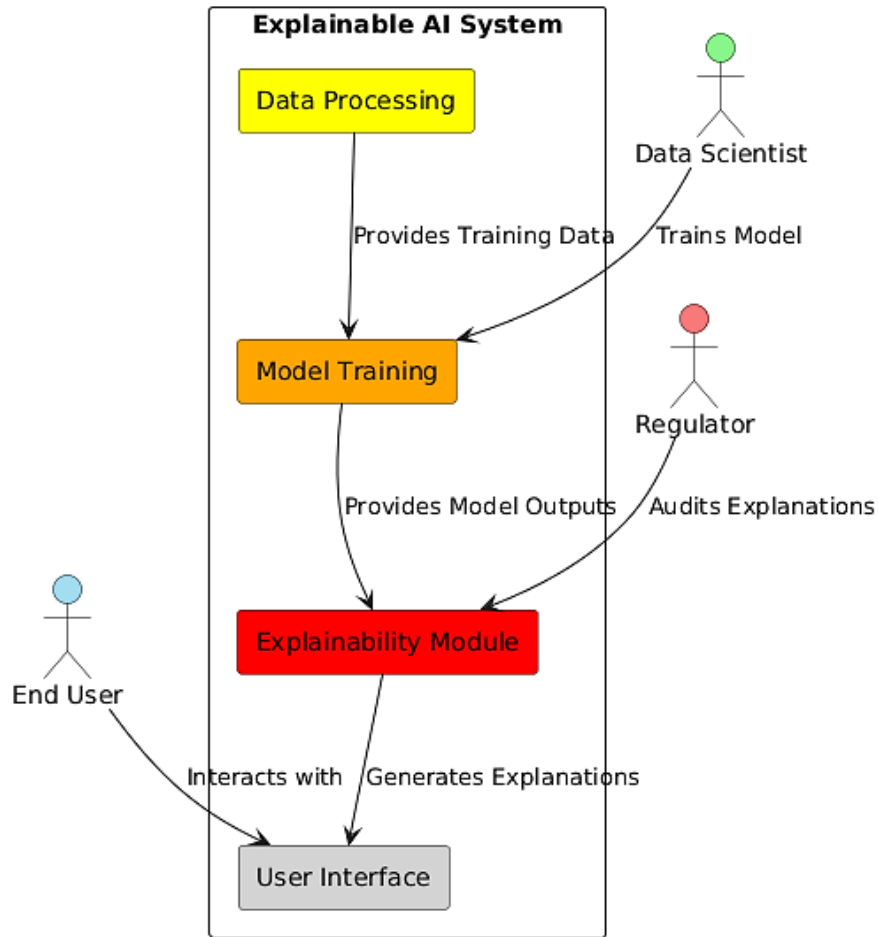 Explainable AI System
Data Processing
Data Scientist
Provides Training Data
Trains Model
Model Training
Regulator
Provides Model Outputs
Audits Explanations
Explainability Module
End User
Interacts with
Generates Explanations
User Interface